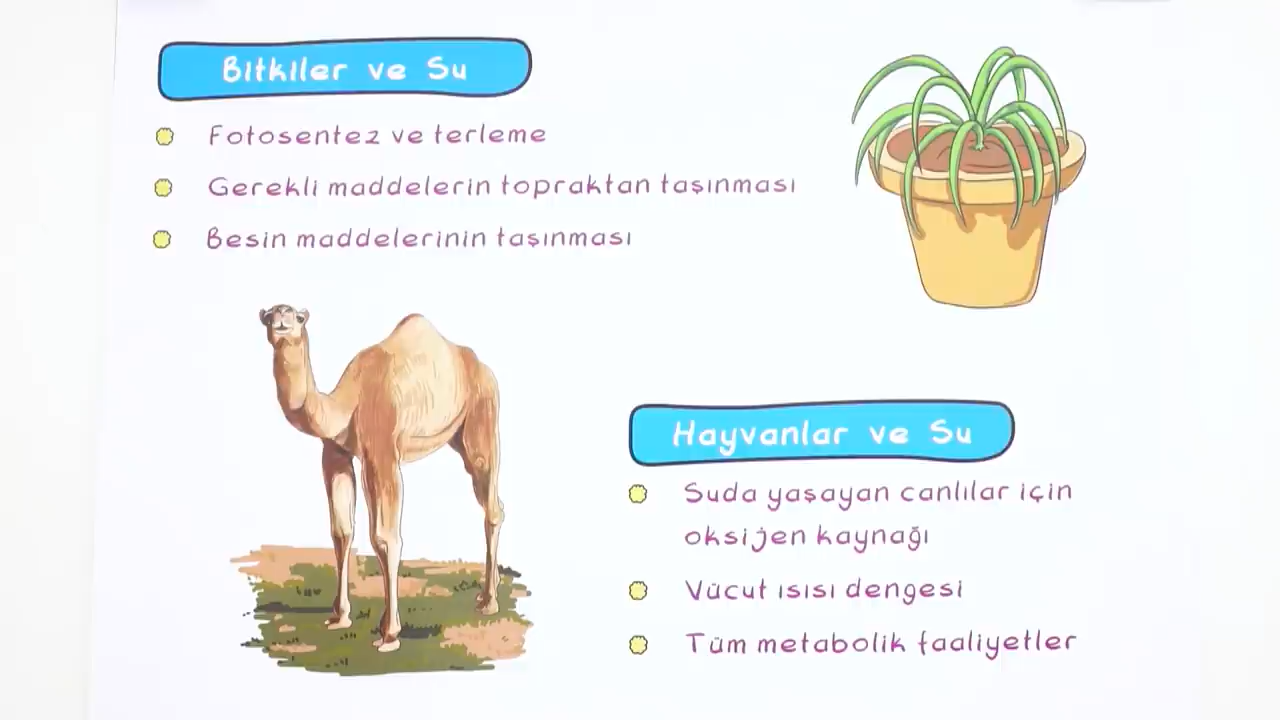 Bitkiler ve Su
Fotosentez ve terleme
Gerekli maddelerin topraktan taşınması
Besin maddelerinin taşınması
Hayvanlar ve Su
Suda yaşayan canlılar için
oksijen kaynağı
Vücut ısısı dengesi
Tüm metabolik faaliyetler